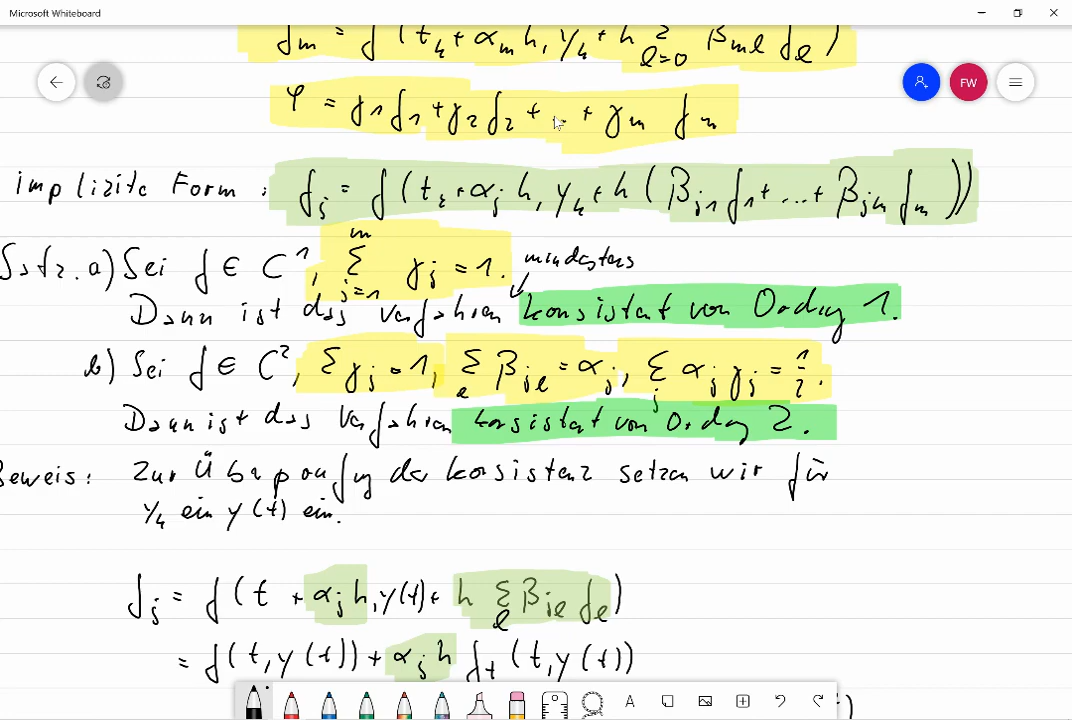 Microsoft Whiteboard
f_m = f(t_k + α_m h, y_k + h Σ_{l=0} β_{ml} f_l)
FW
φ = γ_1 f_1 + γ_2 f_2 + ... + γ_m f_m
Implizite Form: f_j = f(t_k + α_j h, y_k + h(β_{j1} f_1 + ... + β_{jm} f_m))
Satz. a) Sei f ∈ C^1, Σ_{j=1}^m γ_j = 1. mindestens
Dann ist das Verfahren konsistent von Ordng 1.
b) Sei f ∈ C^2, Σ γ_j = 1, Σ_l β_{jl} = α_j, Σ_j α_j γ_j = 1/2.
Dann ist das Verfahren konsistent von Ordng 2.
Beweis: Zur Überprüfng der Konsistenz setzen wir für
y_k ein y(t) ein.
f_j = f(t + α_j h, y(t) + h Σ_l β_{jl} f_l)
= f(t, y(t)) + α_j h f_t (t, y(t))
A